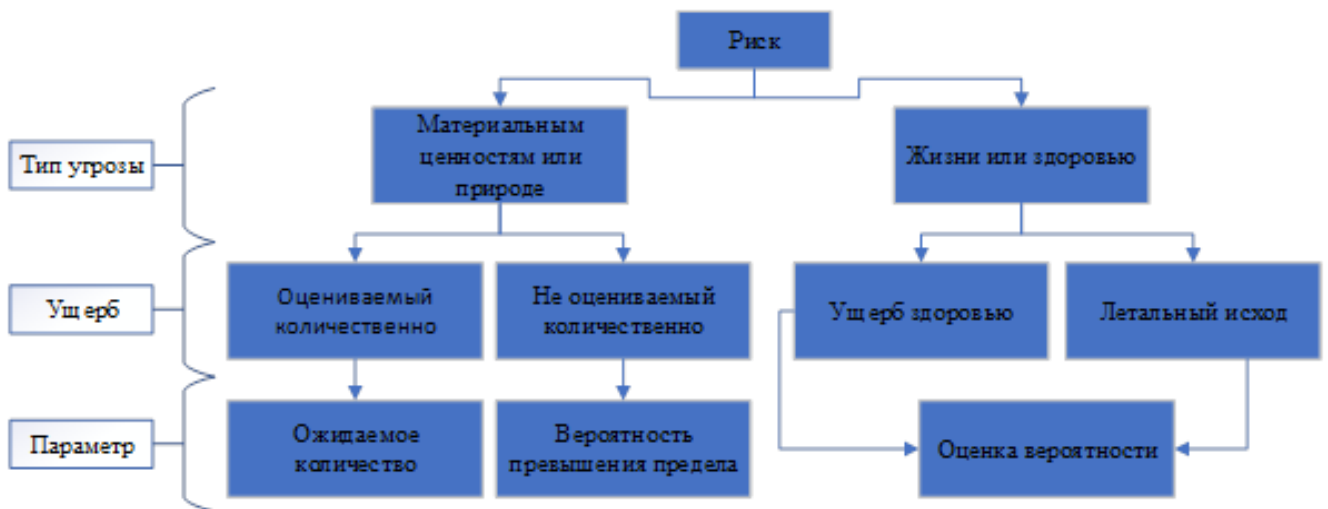 Риск
Тип угрозы
Материальным
ценностям или
природе
Жизни или здоровью
Ущерб
Оцениваемый
количественно
Не оцениваемый
количественно
Ущерб здоровью
Летальный исход
Параметр
Ожидаемое
количество
Вероятность
превышения предела
Оценка вероятности